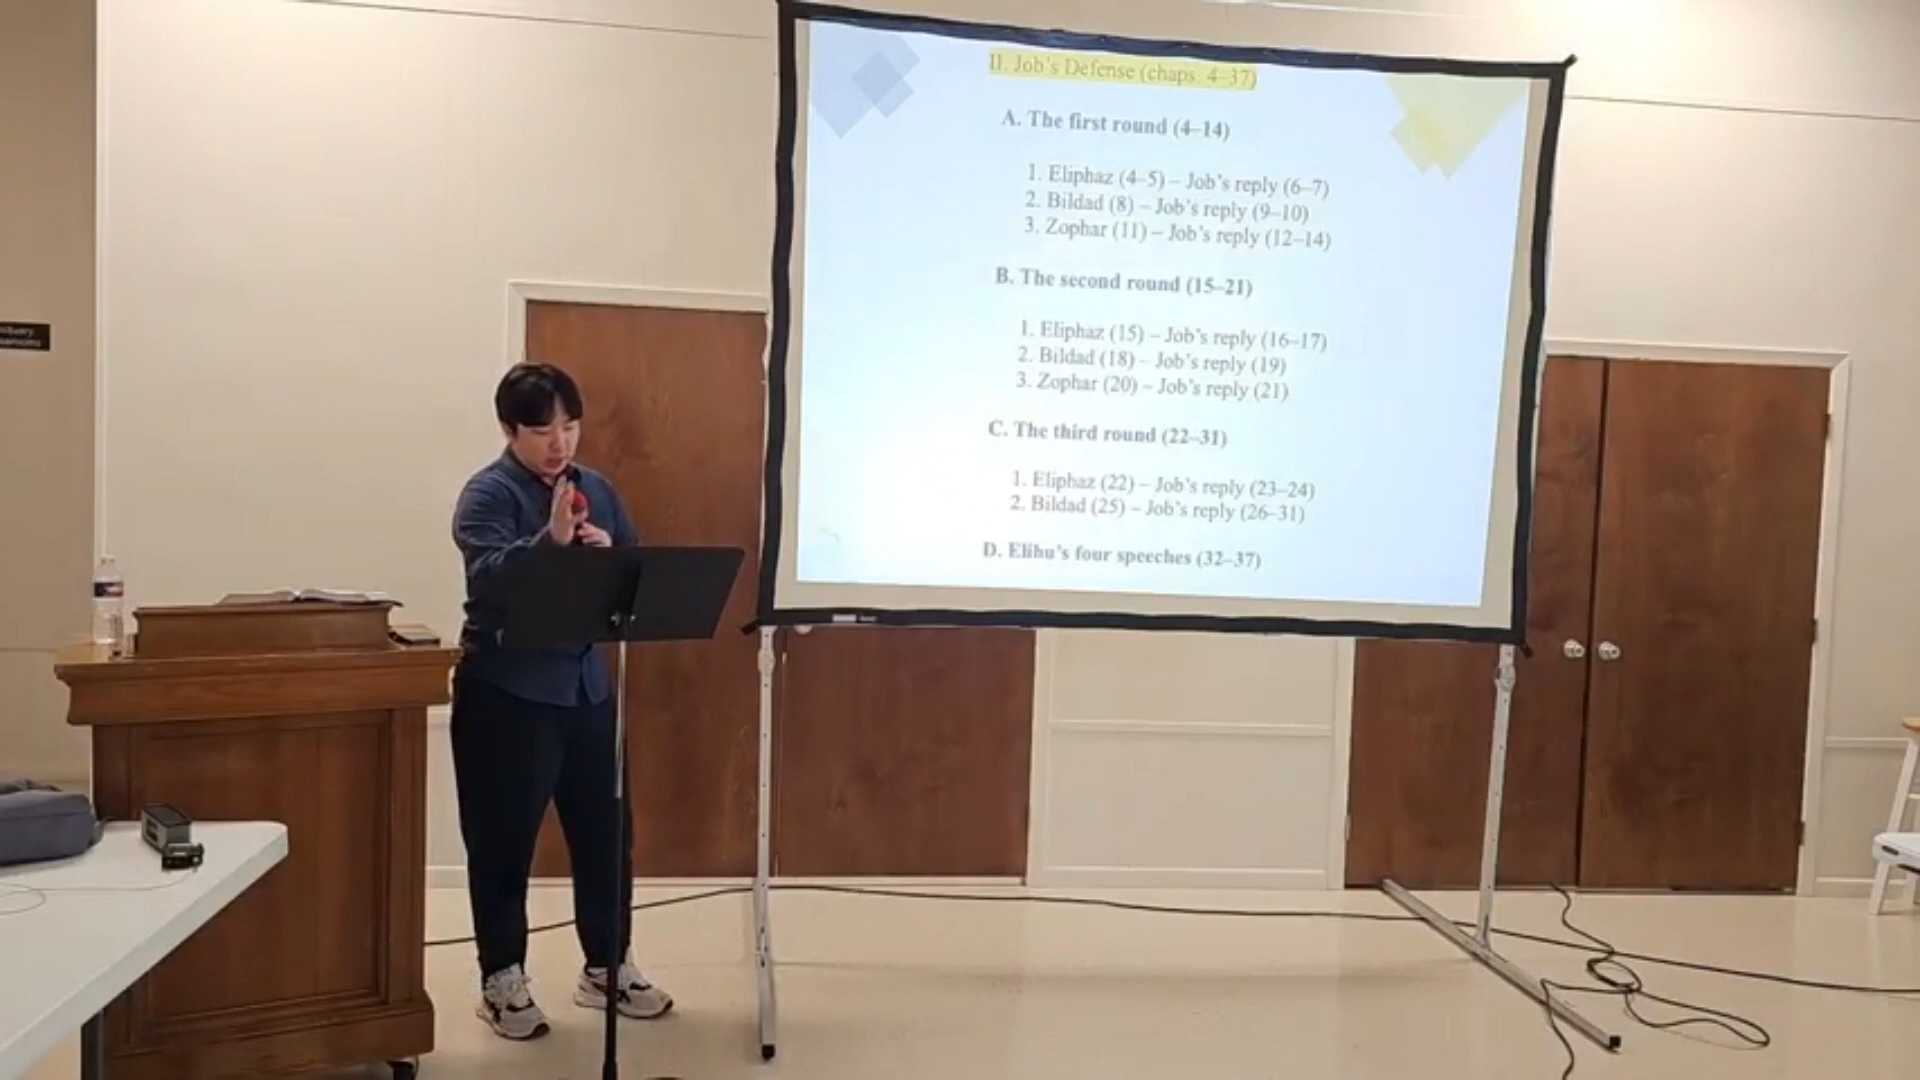 II. Job's Defense (chaps. 4–37)
A. The first round (4–14)
1. Eliphaz (4–5) – Job's reply (6–7)
2. Bildad (8) – Job's reply (9–10)
3. Zophar (11) – Job's reply (12–14)
B. The second round (15–21)
1. Eliphaz (15) – Job's reply (16–17)
2. Bildad (18) – Job's reply (19)
3. Zophar (20) – Job's reply (21)
C. The third round (22–31)
1. Eliphaz (22) – Job's reply (23–24)
2. Bildad (25) – Job's reply (26–31)
D. Elihu's four speeches (32–37)